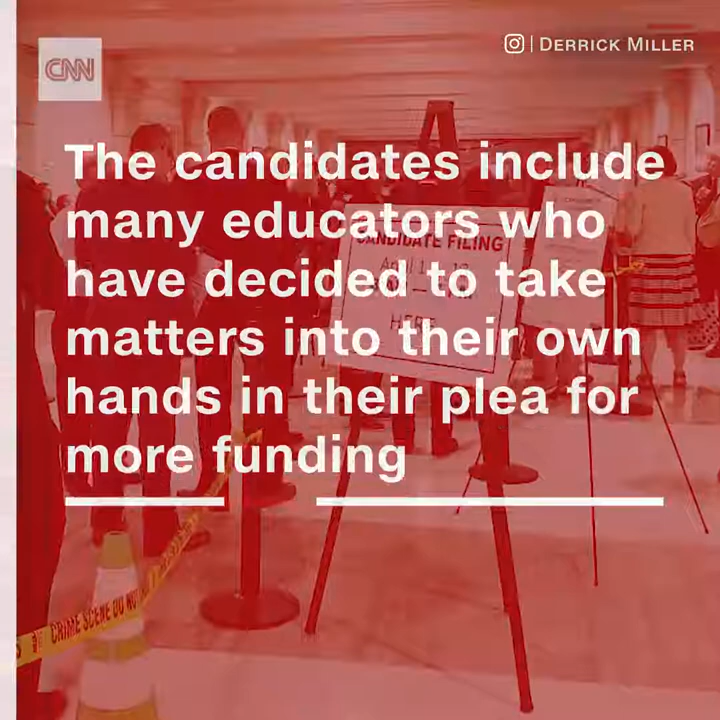 CNN
DERRICK MILLER
The candidates include
many educators who
have decided to take
matters into their own
hands in their plea for
more funding
CANDIDATE FILING
HERE
CRIME SCENE DO NOT